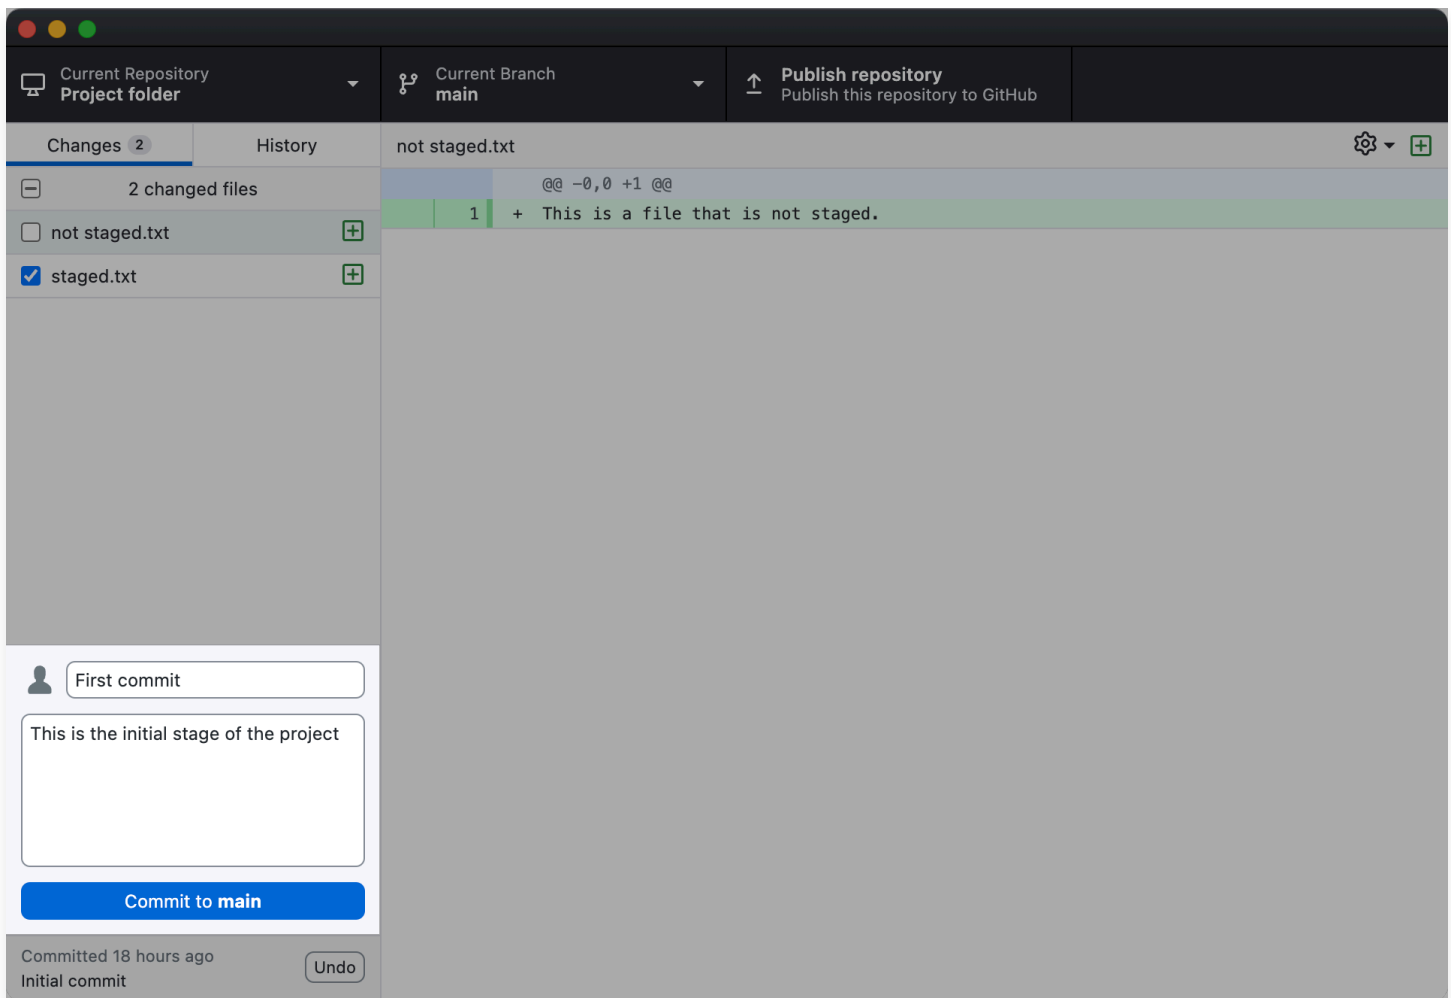 Current Repository
Project folder
Current Branch
main
Publish repository
Publish this repository to GitHub
Changes 2
History
not staged.txt
2 changed files
@@ -0,0 +1 @@
not staged.txt
1 + This is a file that is not staged.
staged.txt
First commit
This is the initial stage of the project
Commit to main
Committed 18 hours ago
Initial commit
Undo